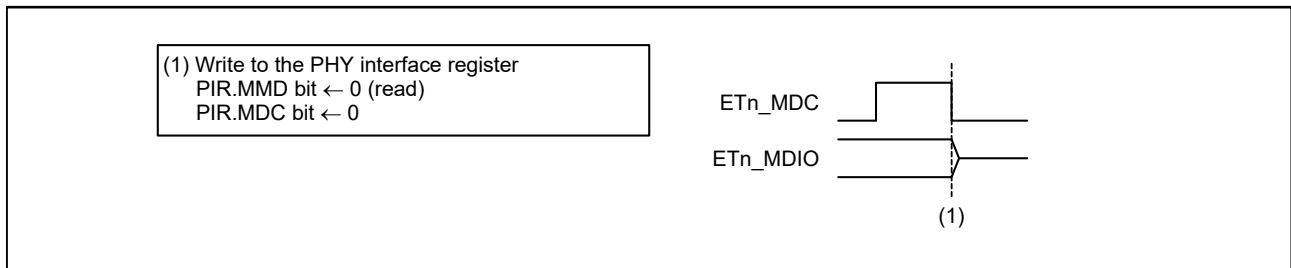 (1) Write to the PHY interface register
PIR.MMD bit ← 0 (read)
PIR.MDC bit ← 0
ETn_MDC
ETn_MDIO
(1)